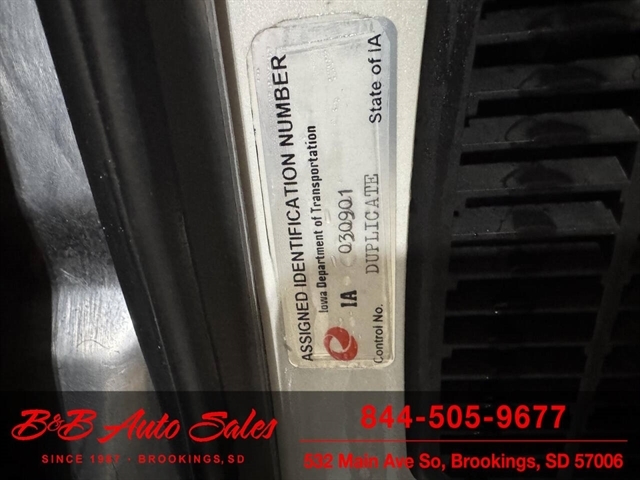 ASSIGNED IDENTIFICATION NUMBER
Iowa Department of Transportation
IA 030901
Control No. DUPLICATE State of IA
B&B Auto Sales
SINCE 1987 - BROOKINGS, SD
844-505-9677
832 Main Ave So, Brookings, SD 57006